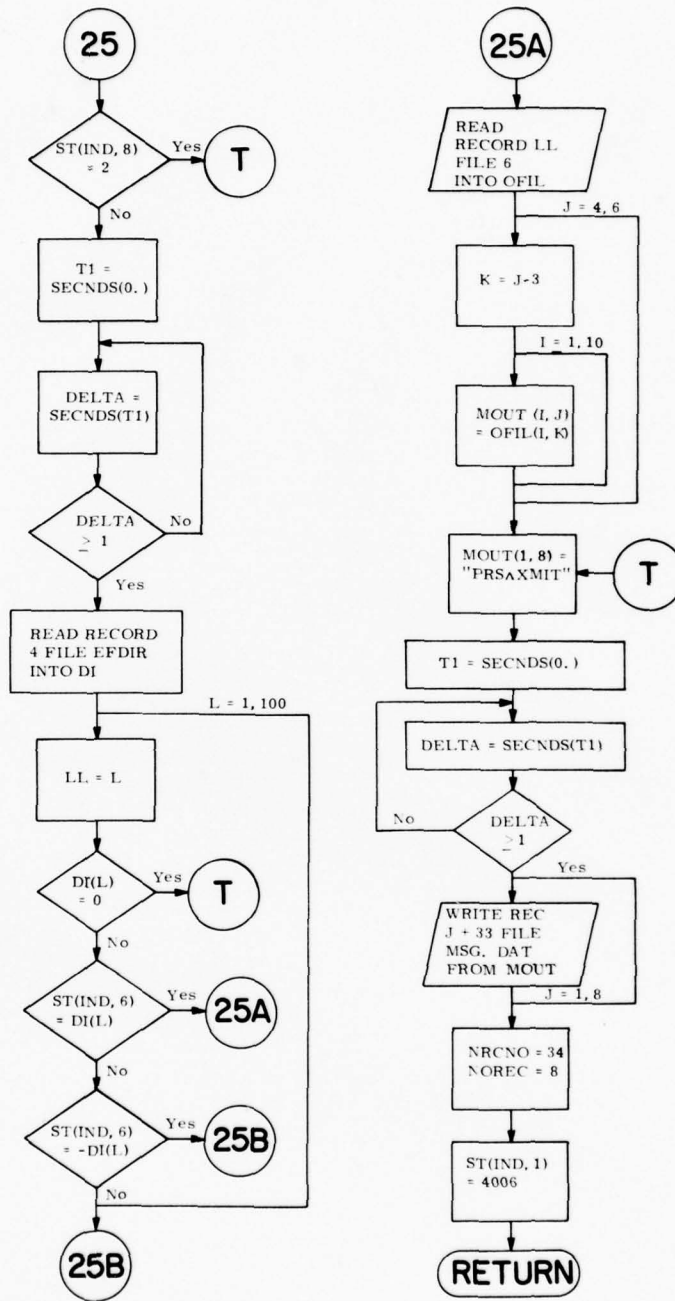 25
ST(IND, 8)
= 2
Yes
T
No
T1 =
SECNDS(0. )
DELTA =
SECNDS(T1)
DELTA
≥ 1
No
Yes
READ RECORD
4 FILE EFDIR
INTO DI
L = 1, 100
LL = L
DI(L)
= 0
Yes
T
No
ST(IND, 6)
= DI(L)
Yes
25A
No
ST(IND, 6)
= -DI(L)
Yes
25B
No
25B
25A
READ
RECORD LL
FILE 6
INTO OFIL
J = 4, 6
K = J-3
I = 1, 10
MOUT (I, J)
= OFIL(I, K)
MOUT(1, 8) =
"PRS∧XMIT"
T
T1 = SECNDS(0. )
DELTA = SECNDS(T1)
No
DELTA
≥1
Yes
WRITE REC
J + 33 FILE
MSG. DAT
FROM MOUT
J = 1, 8
NRCNO = 34
NOREC = 8
ST(IND, 1)
= 4006
RETURN